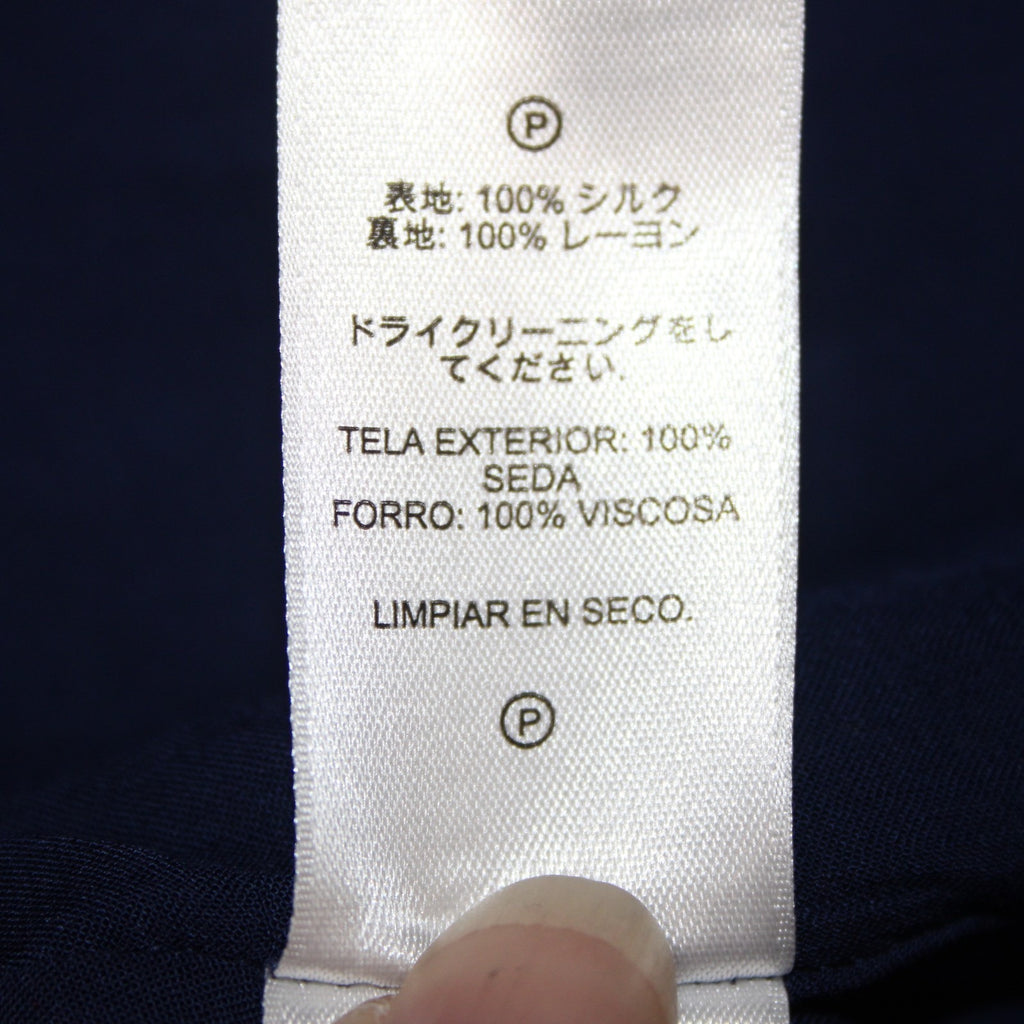 P
表地: 100% シルク
裏地: 100% レーヨン
ドライクリーニングをし
てください.
TELA EXTERIOR: 100%
SEDA
FORRO: 100% VISCOSA
LIMPIAR EN SECO.
P